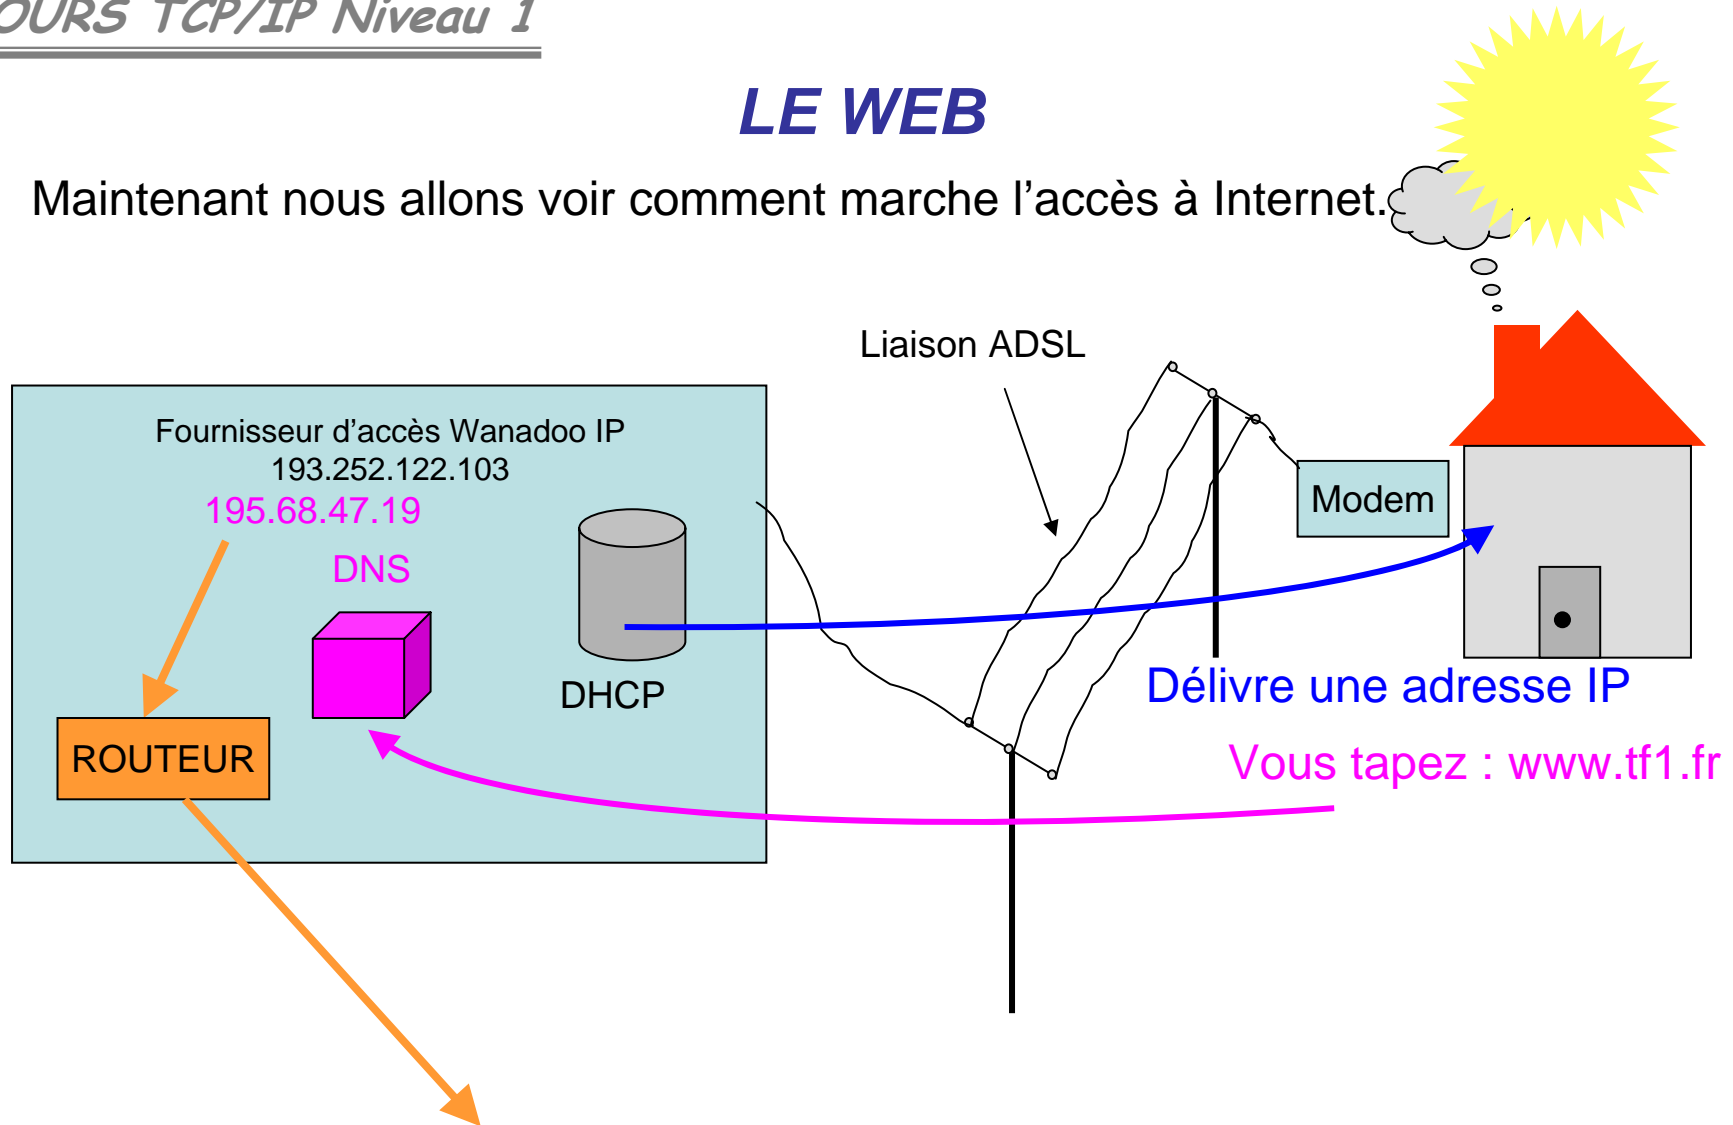 OURS TCP/IP Niveau 1
LE WEB
Maintenant nous allons voir comment marche l’accès à Internet.
Liaison ADSL
Fournisseur d’accès Wanadoo IP
193.252.122.103
195.68.47.19
DNS
DHCP
ROUTEUR
Modem
Délivre une adresse IP
Vous tapez : www.tf1.fr